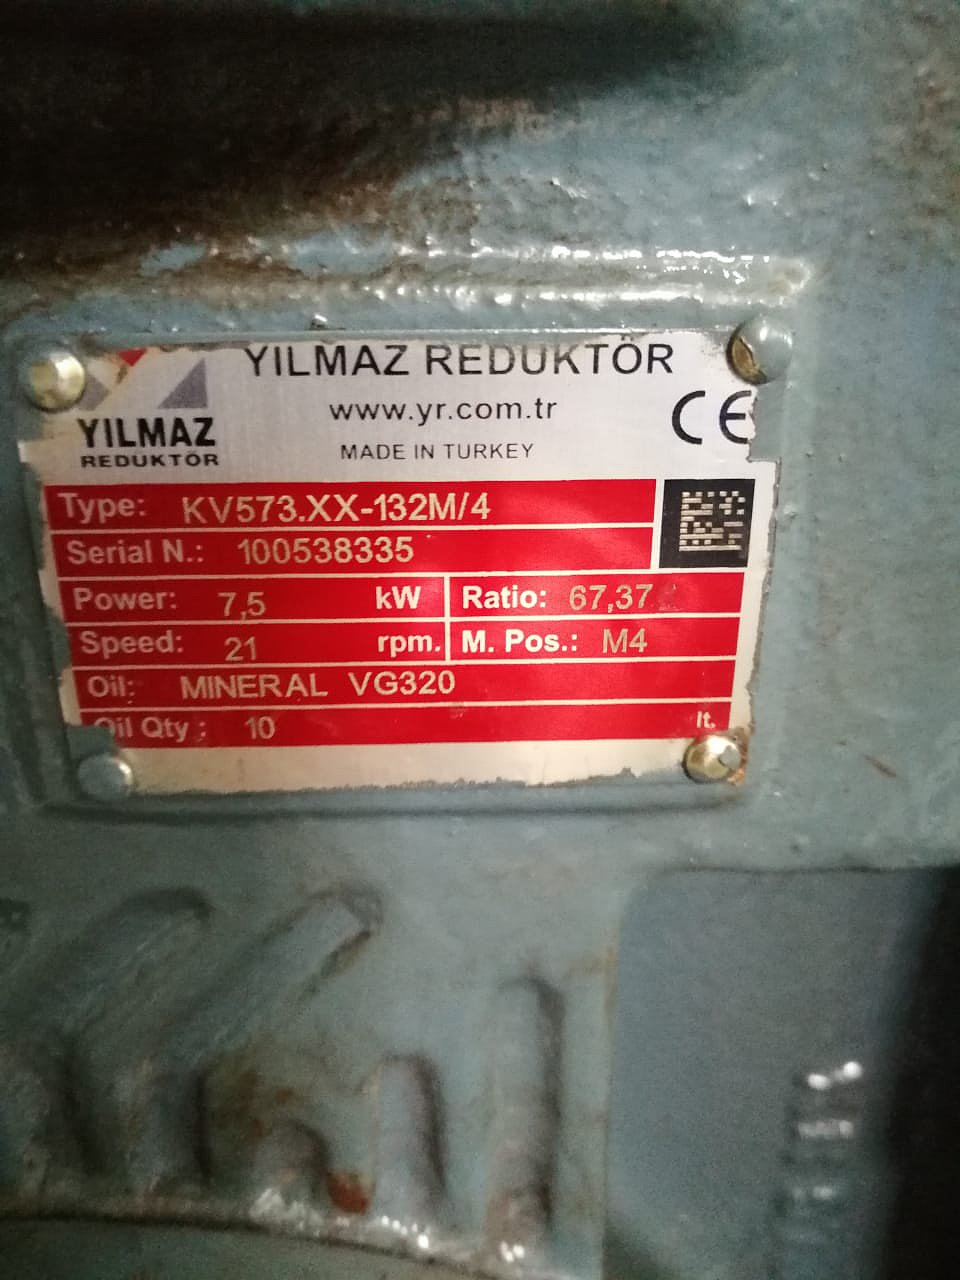 YILMAZ REDUKTÖR
www.yr.com.tr
CE
MADE IN TURKEY
YILMAZ
REDUKTÖR
Type: KV573.XX-132M/4
Serial N.: 100538335
Power: 7,5 kW Ratio: 67,37
Speed: 21 rpm. M. Pos.: M4
Oil: MINERAL VG320
Oil Qty : 10 lt.